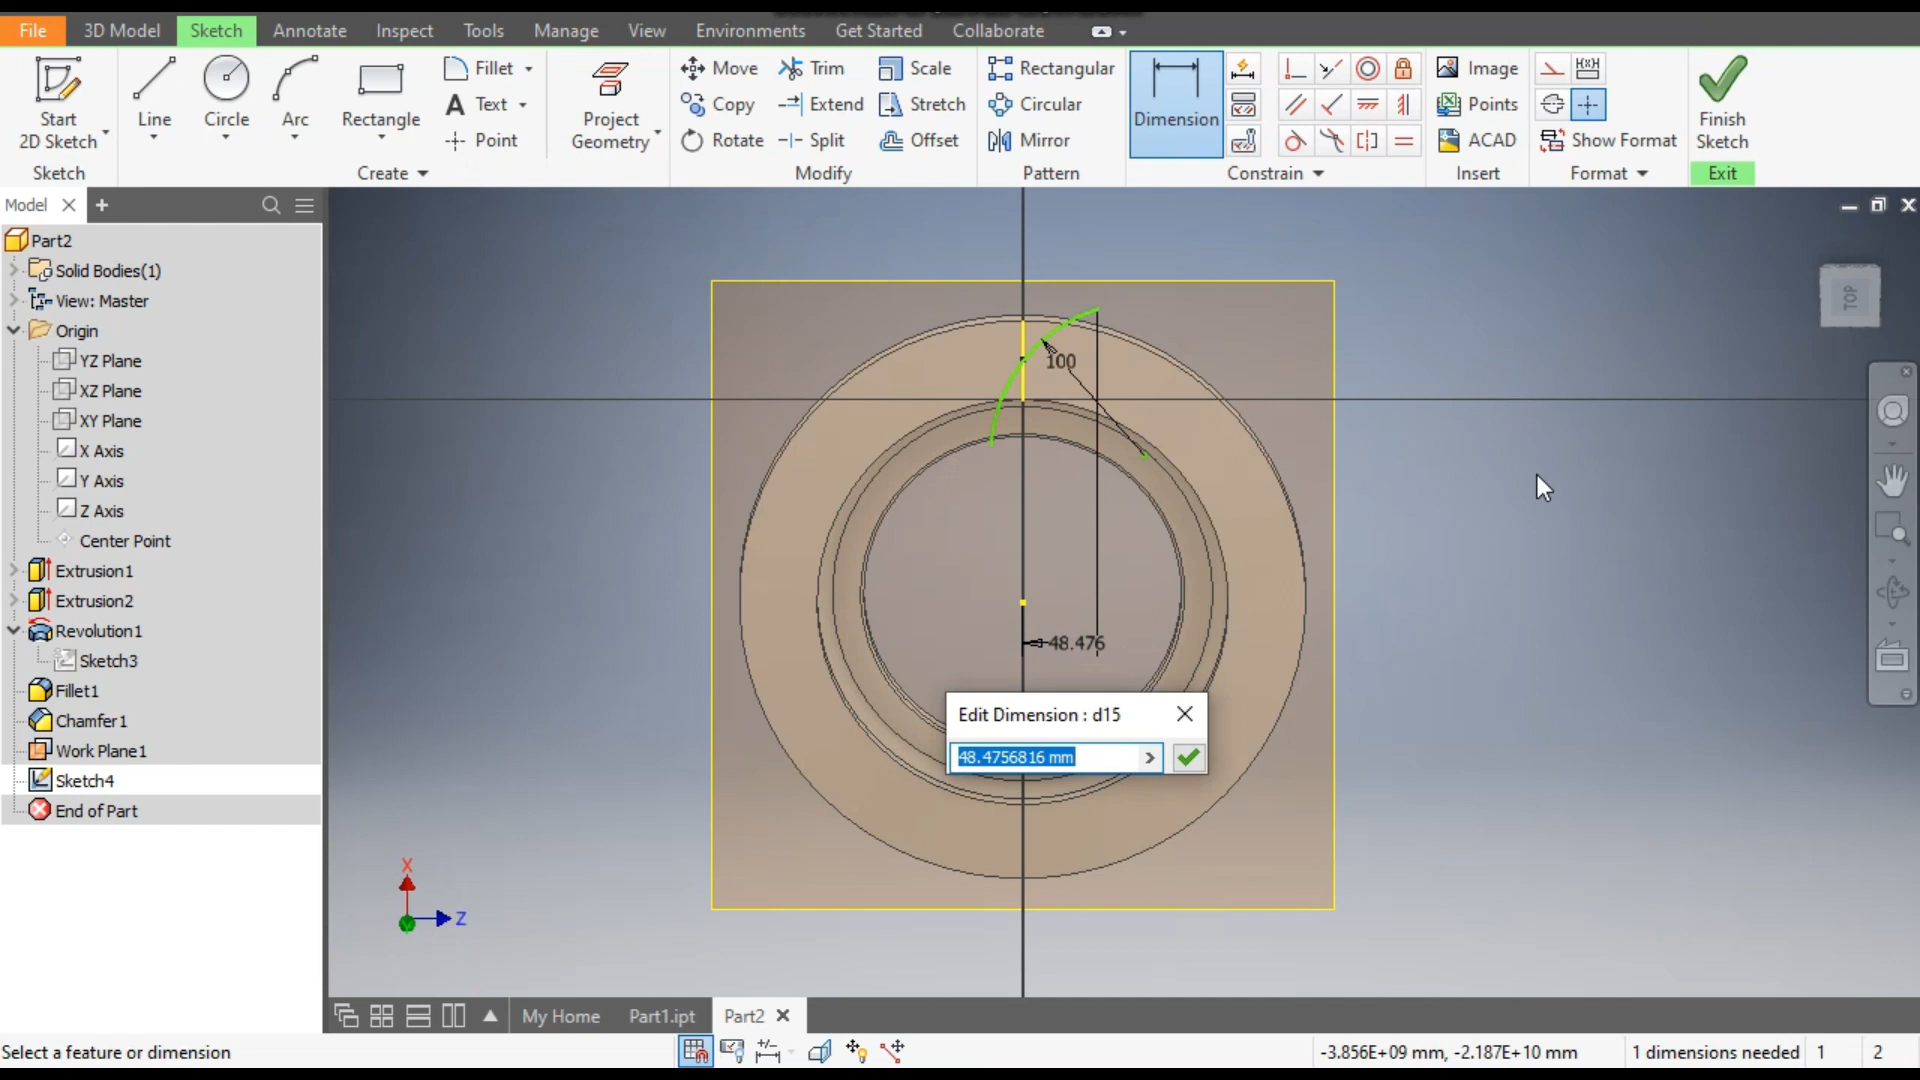 File 3D Model Sketch Annotate Inspect Tools Manage View Environments Get Started Collaborate
Start
2D Sketch
Line
Circle
Arc
Rectangle
Fillet
Text
Point
Project
Geometry
Move Trim Scale
Copy Extend Stretch
Rotate Split Offset
Rectangular
Circular
Mirror
Dimension
Image
Points
ACAD
Show Format
Finish
Sketch
Sketch Create Modify Pattern Constrain Insert Format Exit
Model
Part2
Solid Bodies(1)
View: Master
Origin
YZ Plane
XZ Plane
XY Plane
X Axis
Y Axis
Z Axis
Center Point
Extrusion1
Extrusion2
Revolution1
Sketch3
Fillet1
Chamfer1
Work Plane1
Sketch4
End of Part
TOP
100
48.476
Edit Dimension : d15
48.4756816 mm
X
Z
My Home Part1.ipt Part2
Select a feature or dimension
-3.856E+09 mm, -2.187E+10 mm 1 dimensions needed 1 2